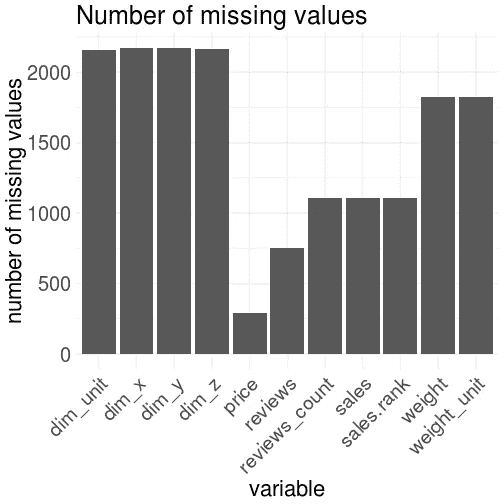 Number of missing values
number of missing values
2000
1500
1000
500
0
dim_unit
dim_x
dim_y
dim_z
price
reviews
reviews_count
sales
sales.rank
weight
weight_unit
variable